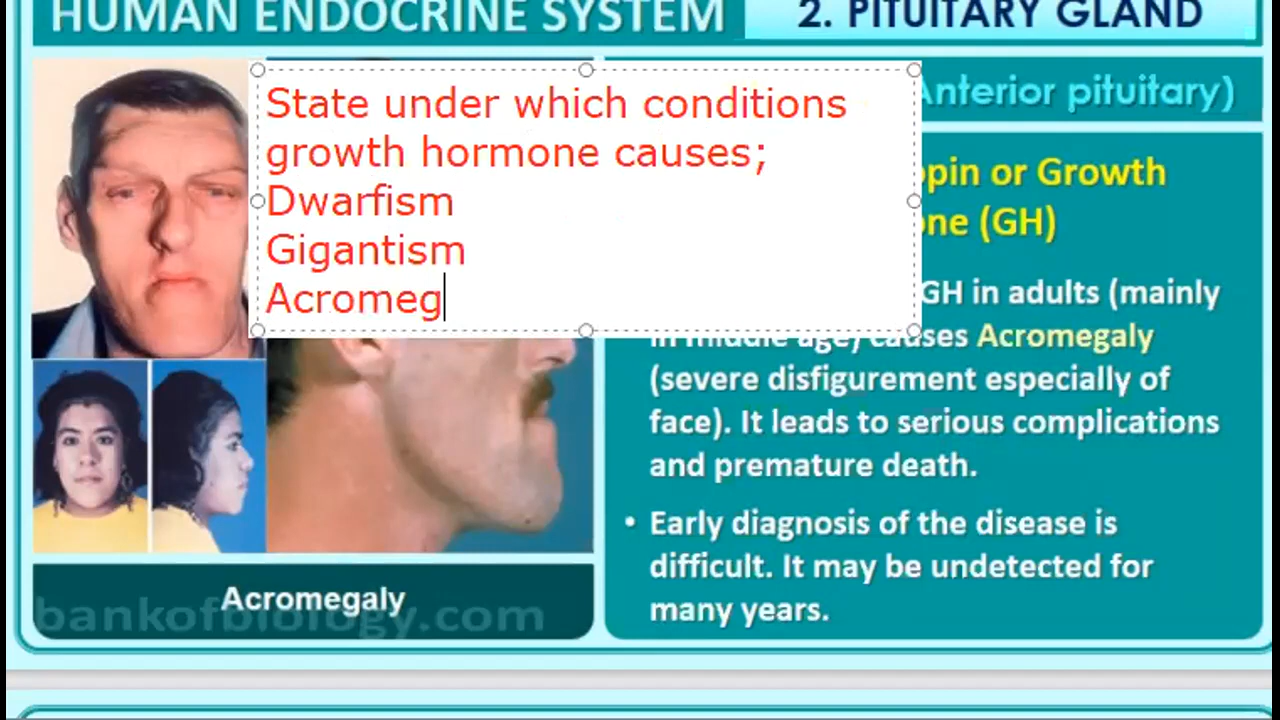 HUMAN ENDOCRINE SYSTEM
2. PITUITARY GLAND
State under which conditions
growth hormone causes;
Dwarfism
Gigantism
Acromeg
Anterior pituitary)
or Growth
(GH)
GH in adults (mainly
in middle age) causes Acromegaly
(severe disfigurement especially of
face). It leads to serious complications
and premature death.
• Early diagnosis of the disease is
difficult. It may be undetected for
many years.
Acromegaly
bankofbiology.com